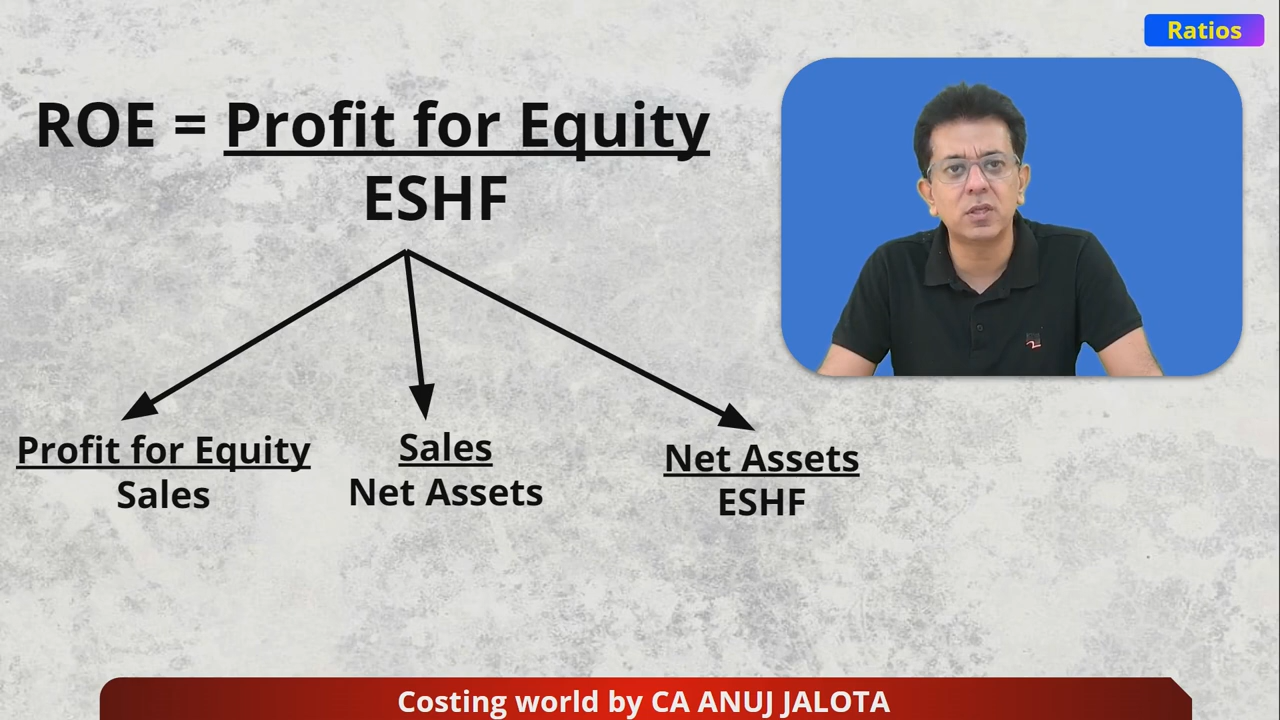 Ratios
ROE = Profit for Equity
ESHF
Profit for Equity
Sales
Sales
Net Assets
Net Assets
ESHF
Costing world by CA ANUJ JALOTA